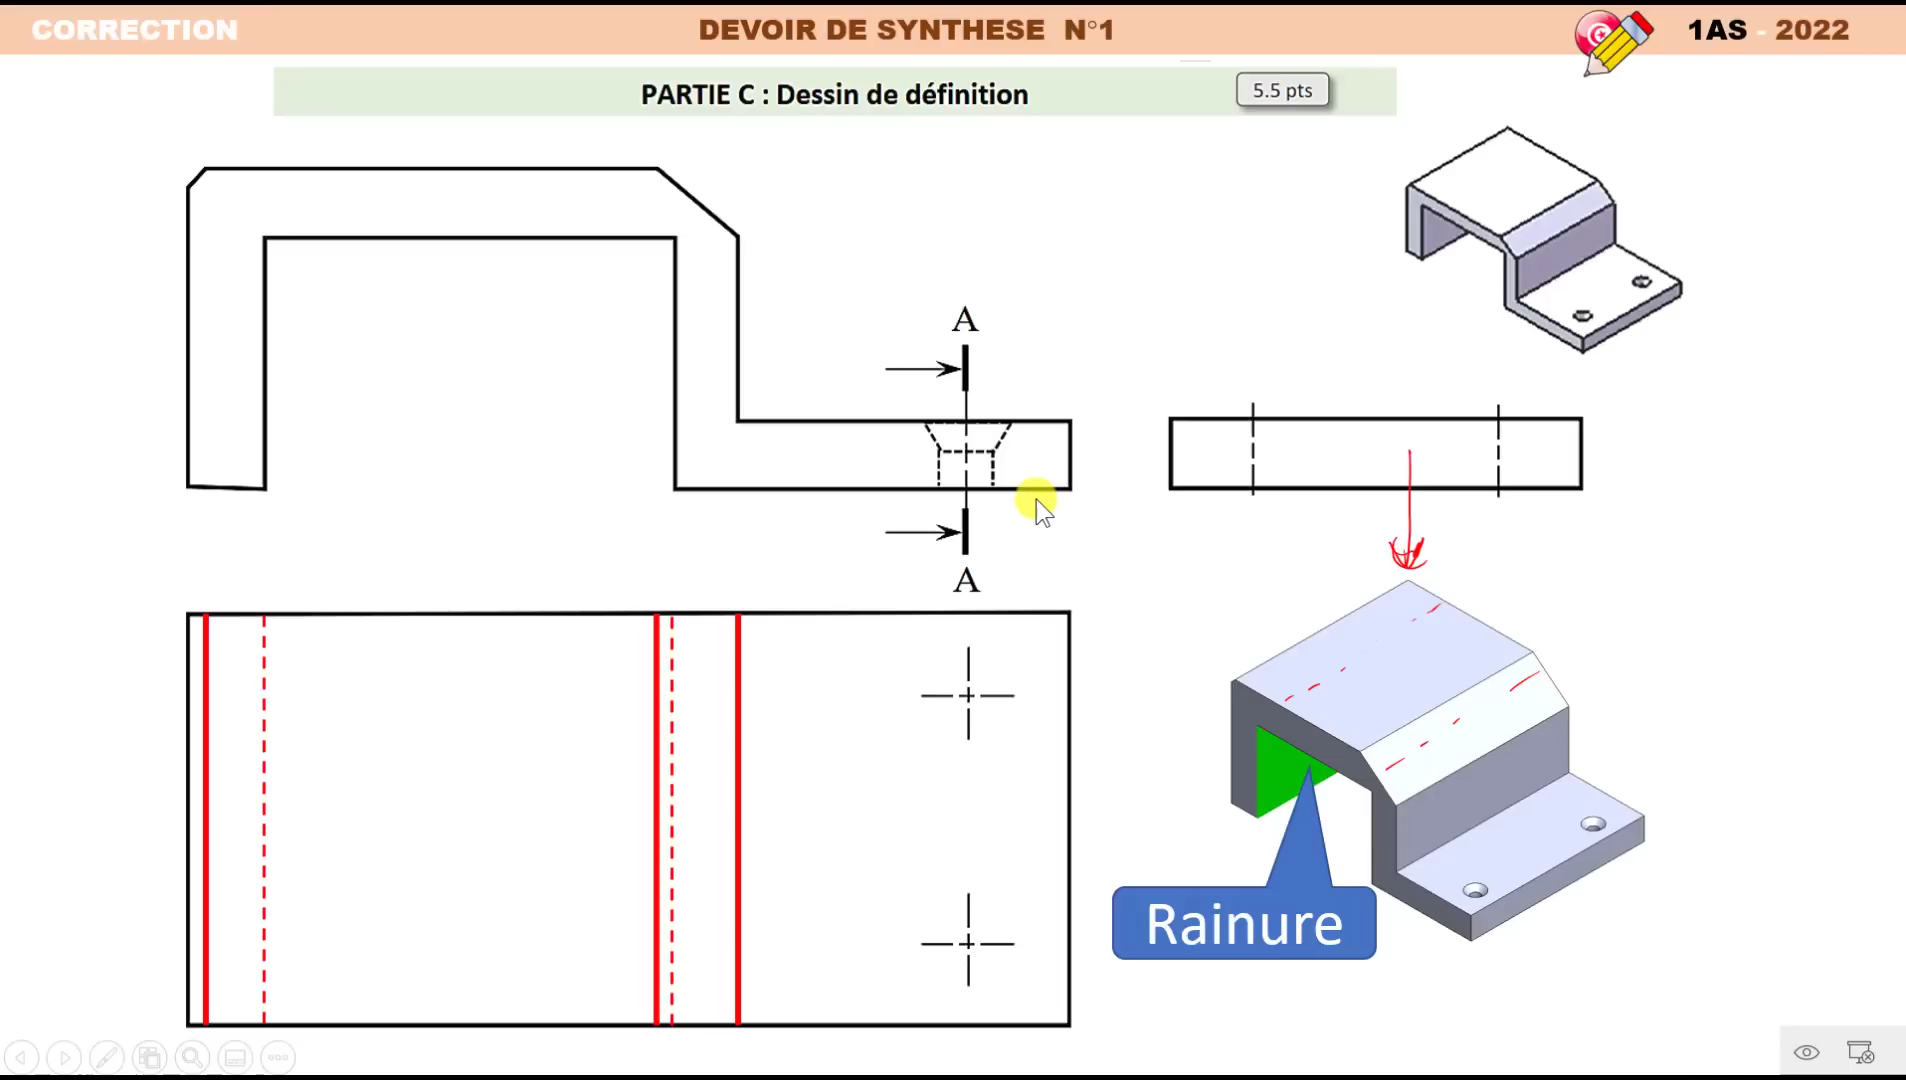 CORRECTION
DEVOIR DE SYNTHESE N°1
1AS - 2022
PARTIE C : Dessin de définition
5.5 pts
A
A
Rainure